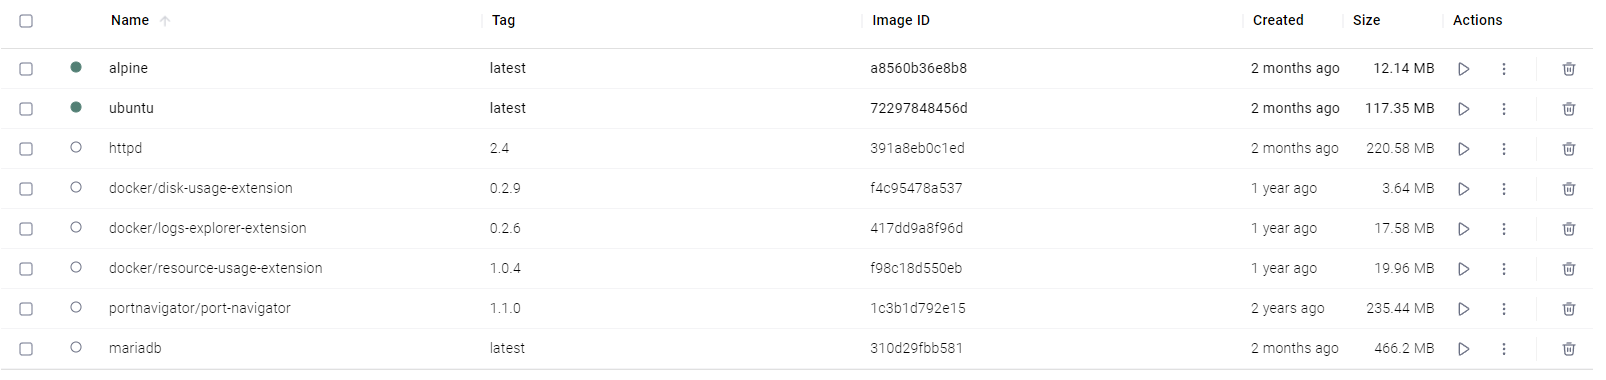 Name Tag Image ID Created Size Actions
alpine latest a8560b36e8b8 2 months ago 12.14 MB
ubuntu latest 72297848456d 2 months ago 117.35 MB
httpd 2.4 391a8eb0c1ed 2 months ago 220.58 MB
docker/disk-usage-extension 0.2.9 f4c95478a537 1 year ago 3.64 MB
docker/logs-explorer-extension 0.2.6 417dd9a8f96d 1 year ago 17.58 MB
docker/resource-usage-extension 1.0.4 f98c18d550eb 1 year ago 19.96 MB
portnavigator/port-navigator 1.1.0 1c3b1d792e15 2 years ago 235.44 MB
mariadb latest 310d29fbb581 2 months ago 466.2 MB